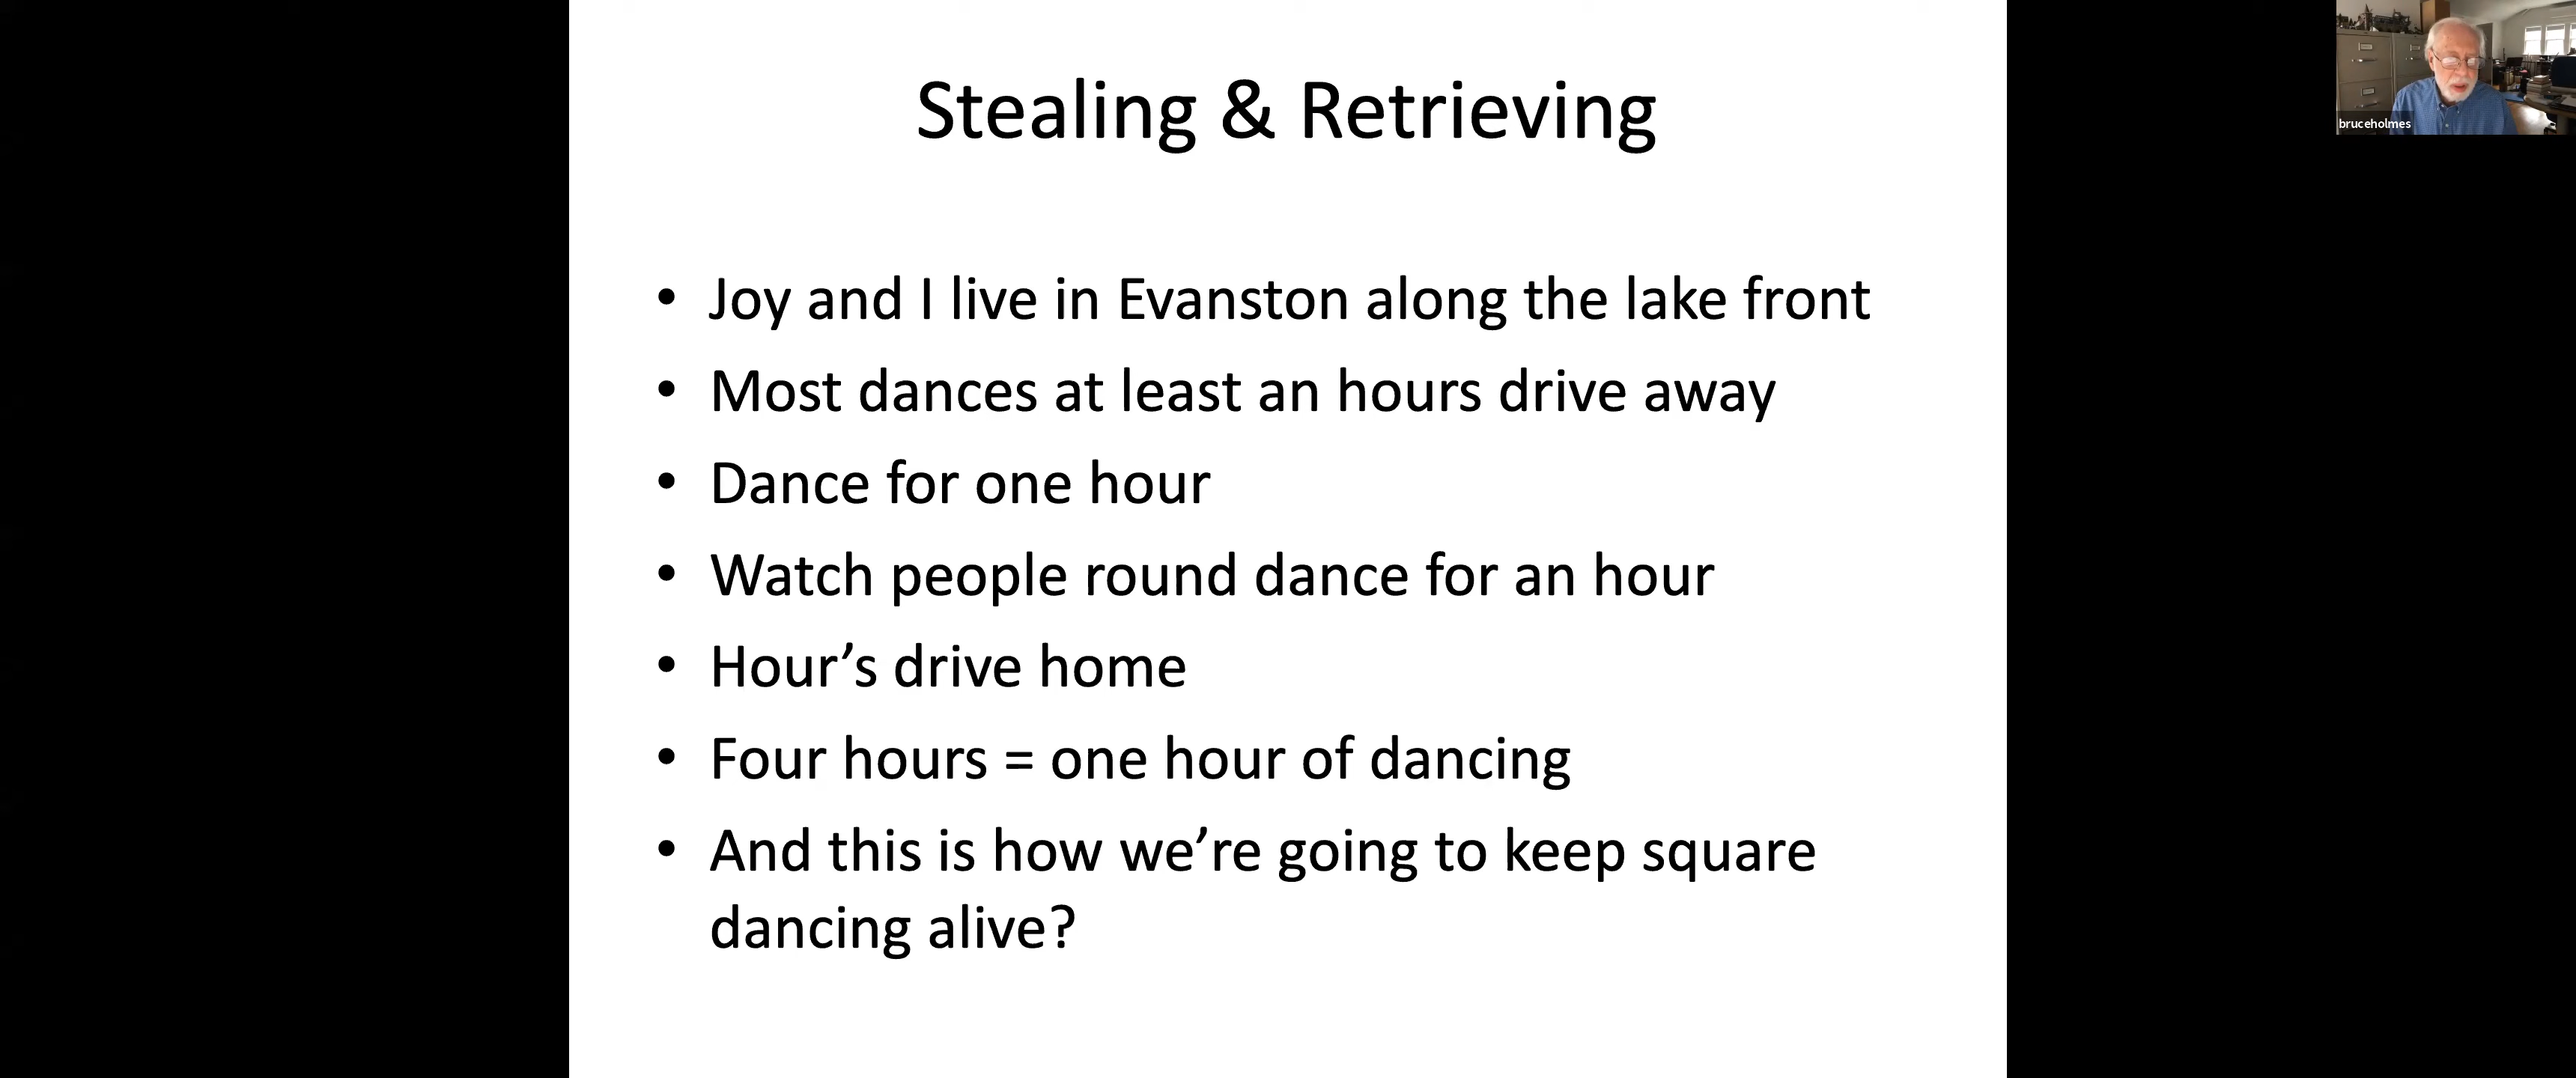 Stealing & Retrieving
bruceholmes
• Joy and I live in Evanston along the lake front
• Most dances at least an hours drive away
• Dance for one hour
• Watch people round dance for an hour
• Hour’s drive home
• Four hours = one hour of dancing
• And this is how we’re going to keep square
dancing alive?